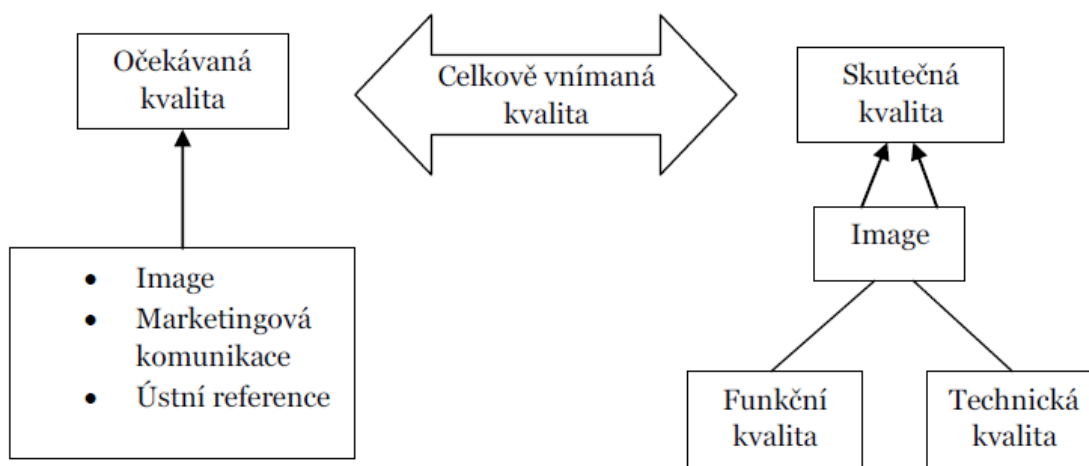 Očekávaná
kvalita
Celkově vnímaná
kvalita
Skutečná
kvalita
Image
• Image
• Marketingová
komunikace
• Ústní reference
Funkční
kvalita
Technická
kvalita